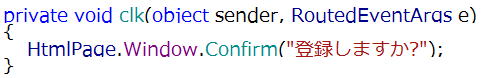 private void clk(object sender, RoutedEventArgs e)
{
    HtmlPage.Window.Confirm("登録しますか?");
}